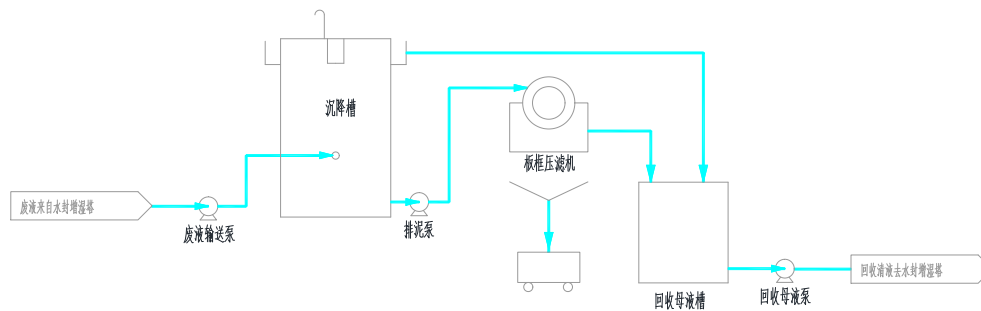 沉降槽
板框压滤机
废液来自水封增湿塔
废液输送泵
排泥泵
回收清液去水封增湿塔
回收母液槽
回收母液泵